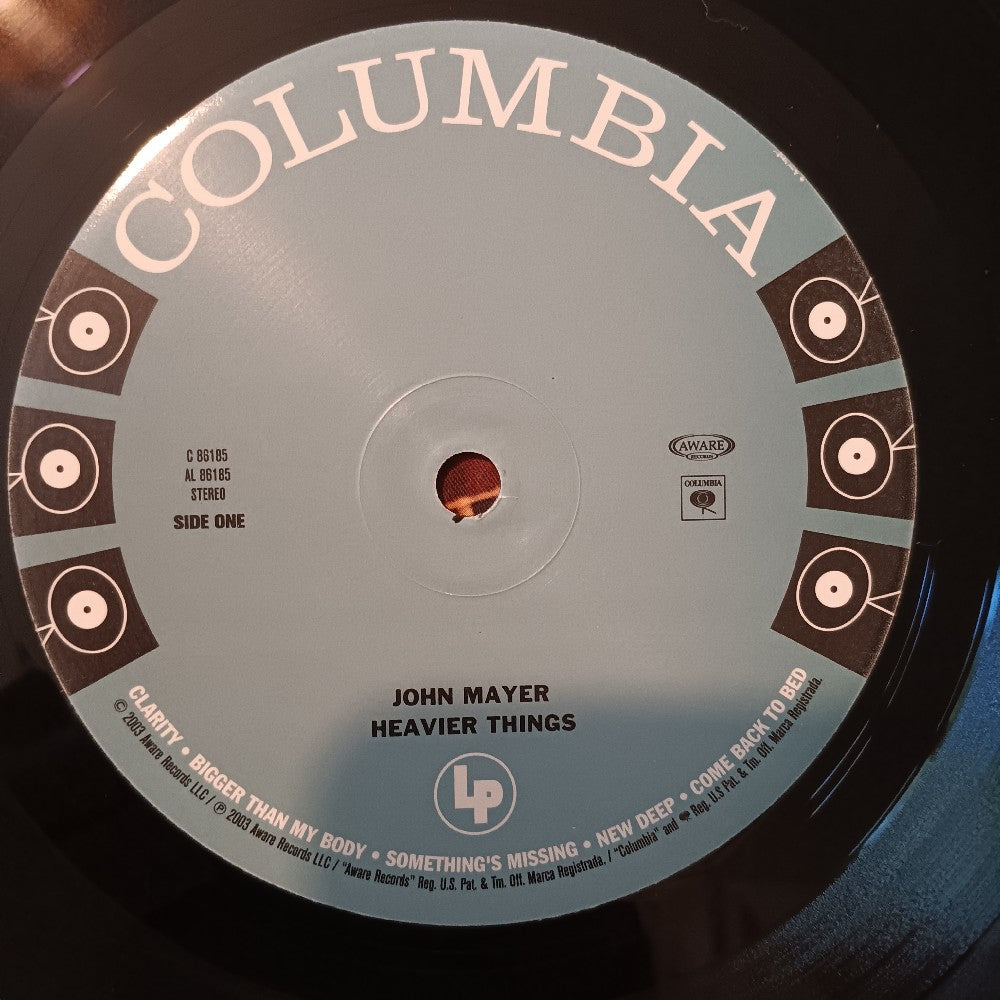 COLUMBIA
C 86185
AL 86185
STEREO
SIDE ONE
AWARE
RECORDS
COLUMBIA
JOHN MAYER
HEAVIER THINGS
LP
CLARITY • BIGGER THAN MY BODY • SOMETHING'S MISSING • NEW DEEP • COME BACK TO BED
© 2003 Aware Records LLC / ℗ 2003 Aware Records LLC / "Aware Records" Reg. U.S. Pat. & Tm. Off. Marca Registrada. / "Columbia" and Reg. U.S Pat. & Tm. Off. Marca Registrada.